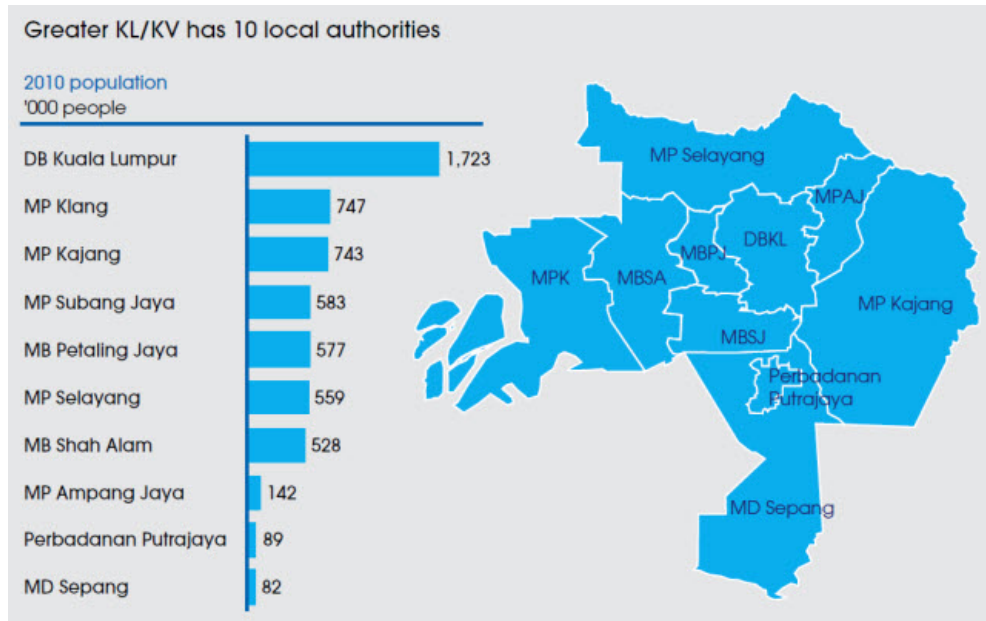 Greater KL/KV has 10 local authorities
2010 population
'000 people
DB Kuala Lumpur 1,723
MP Klang 747
MP Kajang 743
MP Subang Jaya 583
MB Petaling Jaya 577
MP Selayang 559
MB Shah Alam 528
MP Ampang Jaya 142
Perbadanan Putrajaya 89
MD Sepang 82
MP Selayang
MPAJ
DBKL
MBPJ
MPK
MBSA
MP Kajang
MBSJ
Perbadanan
Putrajaya
MD Sepang